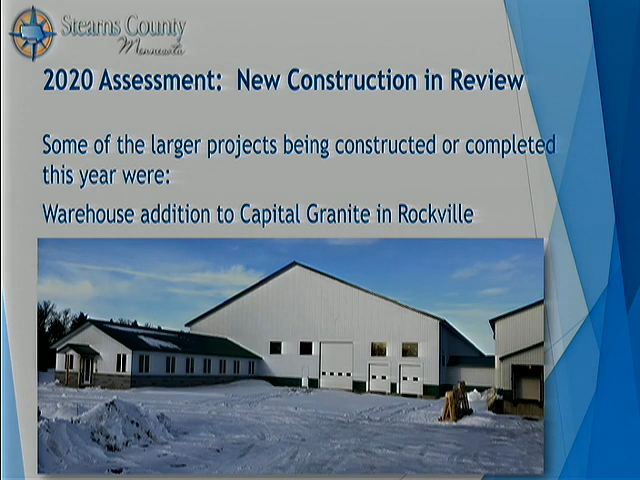 Stearns County
Minnesota
2020 Assessment: New Construction in Review
Some of the larger projects being constructed or completed
this year were:
Warehouse addition to Capital Granite in Rockville